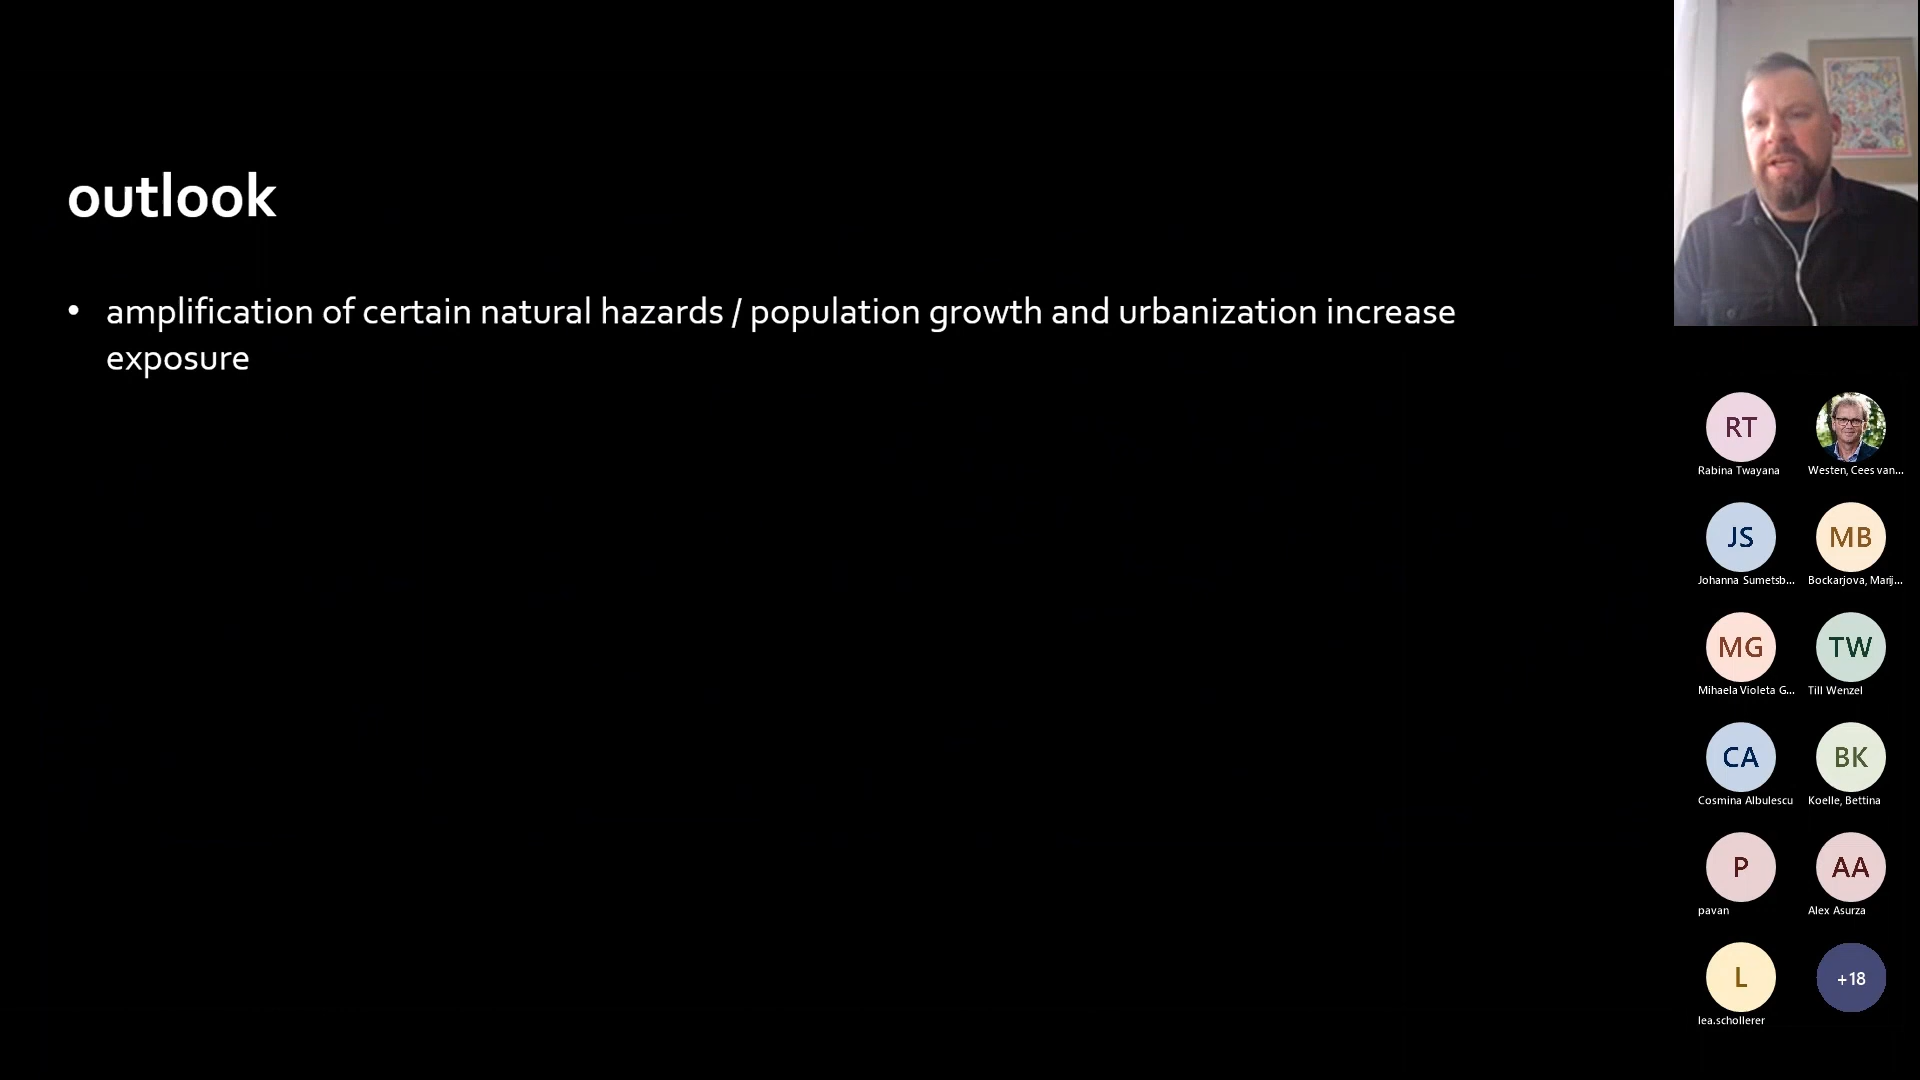 outlook
• amplification of certain natural hazards / population growth and urbanization increase
exposure
RT
Rabina Twayana
Westen, Cees van...
JS
Johanna Sumetsb...
MB
Bockarjova, Marij...
MG
Mihaela Violeta G...
TW
Till Wenzel
CA
Cosmina Albulescu
BK
Koelle, Bettina
P
pavan
AA
Alex Asurza
L
lea.schollerer
+18